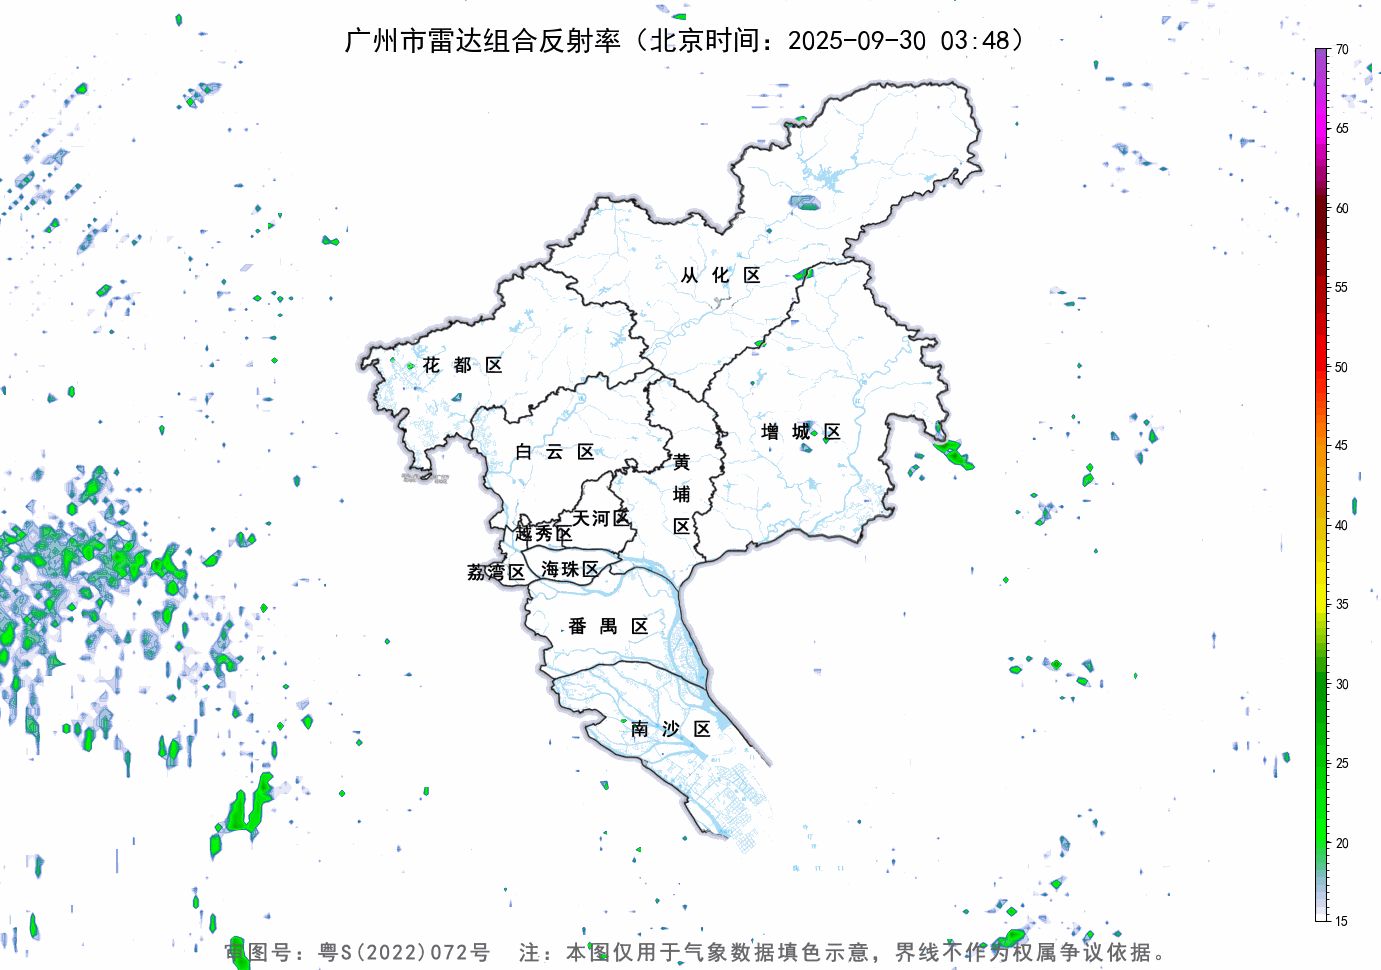 广州市雷达组合反射率（北京时间：2025-09-30 03:48）
70
65
60
55
50
45
40
35
30
25
20
15
从化区
花都区
增城区
白云区
黄埔区
天河区
越秀区
荔湾区
海珠区
番禺区
南沙区
审图号：粤S(2022)072号 注：本图仅用于气象数据填色示意，界线不作为权属争议依据。